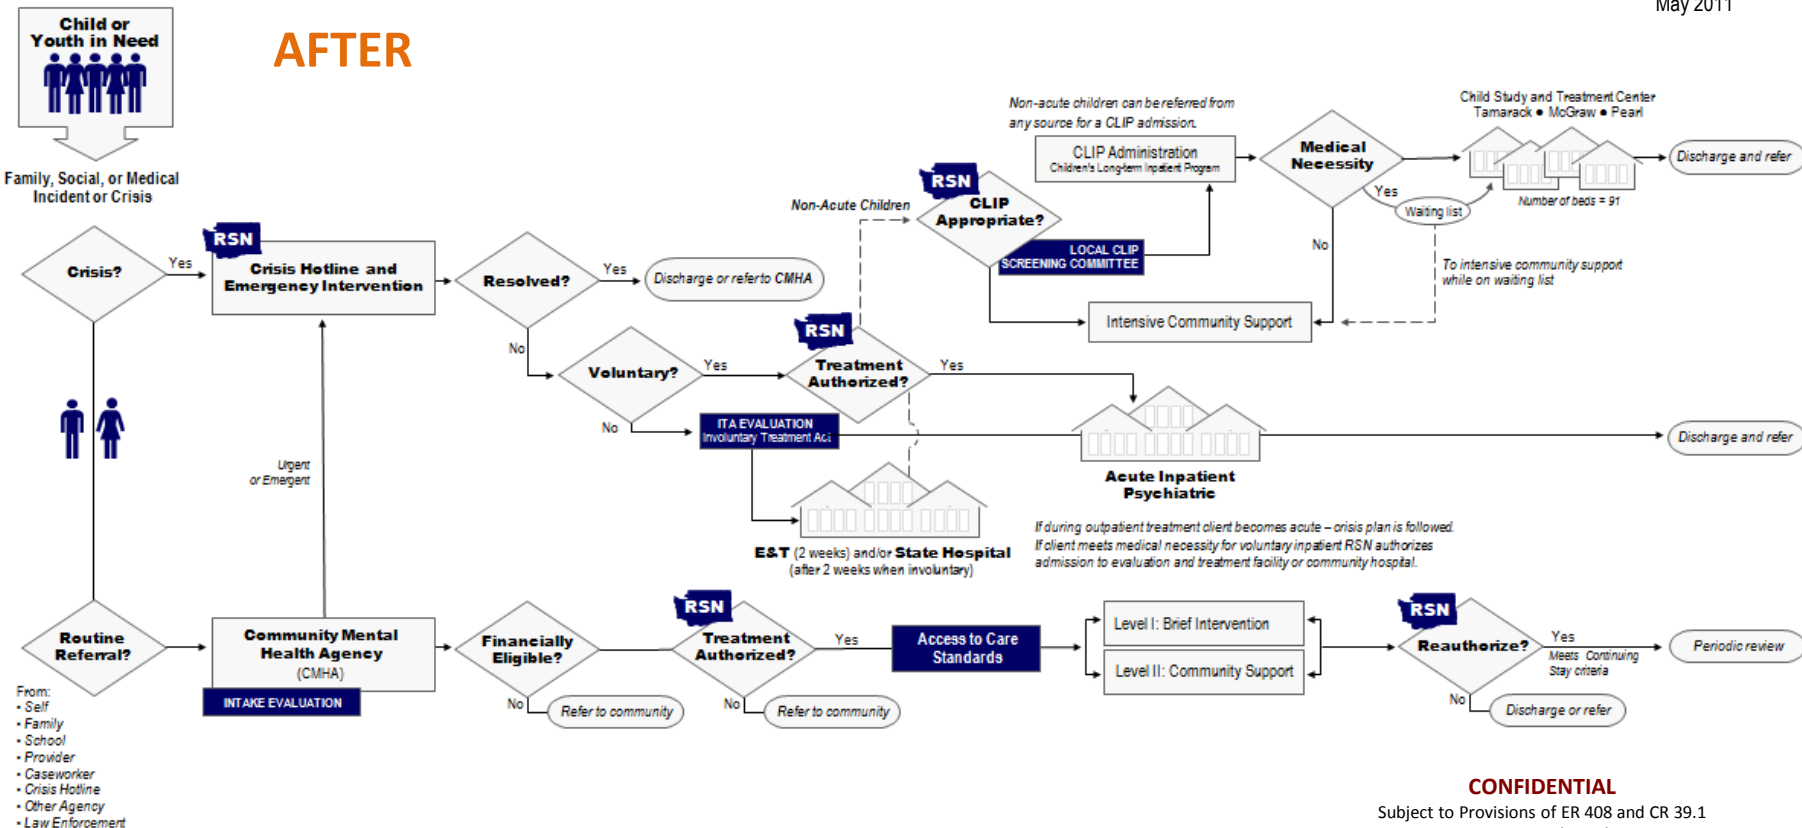 May 2011
Child or
Youth in Need
AFTER
Family, Social, or Medical
Incident or Crisis
Crisis?
Yes
RSN
Crisis Hotline and
Emergency Intervention
Resolved?
Yes
Discharge or refer to CMHA
No
Voluntary?
Yes
RSN
Treatment
Authorized?
Yes
No
ITA EVALUATION
Involuntary Treatment Act
Non-Acute Children
RSN
CLIP
Appropriate?
LOCAL CLIP
SCREENING COMMITTEE
Non-acute children can be referred from
any source for a CLIP admission.
CLIP Administration
Children's Long-term Inpatient Program
Medical
Necessity
Yes
Waiting list
No
Child Study and Treatment Center
Tamarack ● McGraw ● Pearl
Number of beds = 91
Discharge and refer
To intensive community support
while on waiting list
Intensive Community Support
Acute Inpatient
Psychiatric
Discharge and refer
E&T (2 weeks) and/or State Hospital
(after 2 weeks when involuntary)
If during outpatient treatment client becomes acute – crisis plan is followed.
If client meets medical necessity for voluntary inpatient RSN authorizes
admission to evaluation and treatment facility or community hospital.
Urgent
or Emergent
Routine
Referral?
From:
• Self
• Family
• School
• Provider
• Caseworker
• Crisis Hotline
• Other Agency
• Law Enforcement
Community Mental
Health Agency
(CMHA)
INTAKE EVALUATION
Financially
Eligible?
No
Refer to community
RSN
Treatment
Authorized?
Yes
No
Refer to community
Access to Care
Standards
Level I: Brief Intervention
Level II: Community Support
RSN
Reauthorize?
Yes
Meets Continuing
Stay criteria
Periodic review
No
Discharge or refer
CONFIDENTIAL
Subject to Provisions of ER 408 and CR 39.1